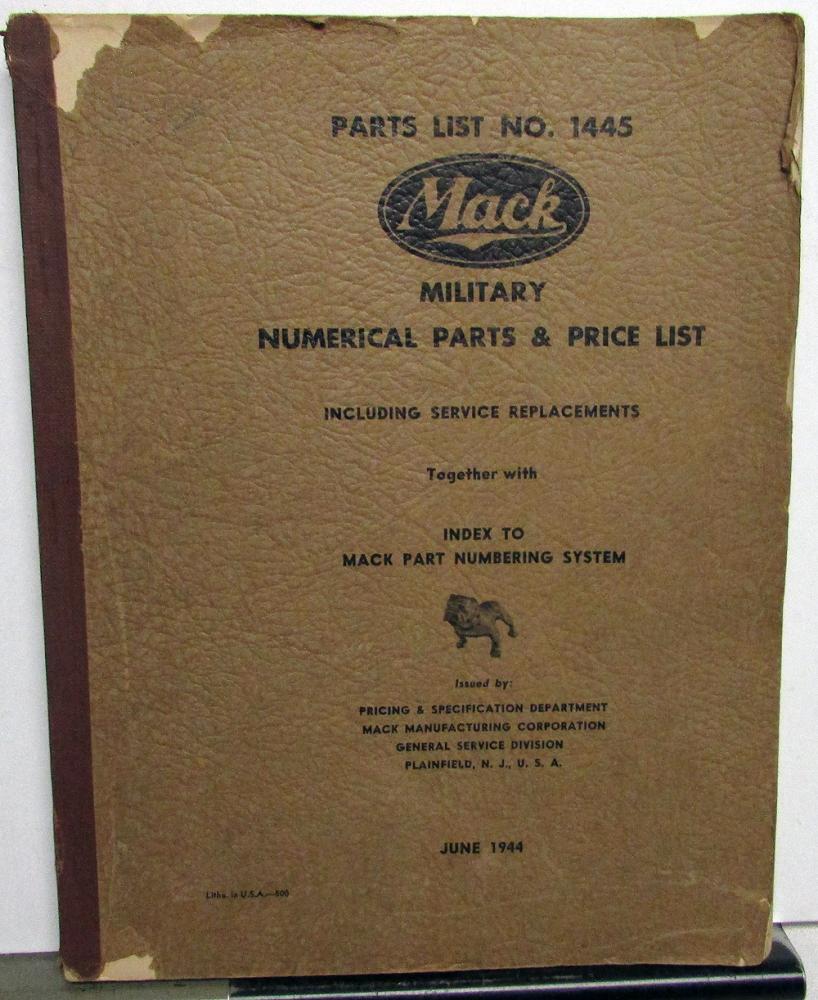 PARTS LIST NO. 1445
Mack
MILITARY
NUMERICAL PARTS & PRICE LIST
INCLUDING SERVICE REPLACEMENTS
Together with
INDEX TO
MACK PART NUMBERING SYSTEM
Issued by:
PRICING & SPECIFICATION DEPARTMENT
MACK MANUFACTURING CORPORATION
GENERAL SERVICE DIVISION
PLAINFIELD, N. J., U. S. A.
JUNE 1944
Litho. in U.S.A.—500